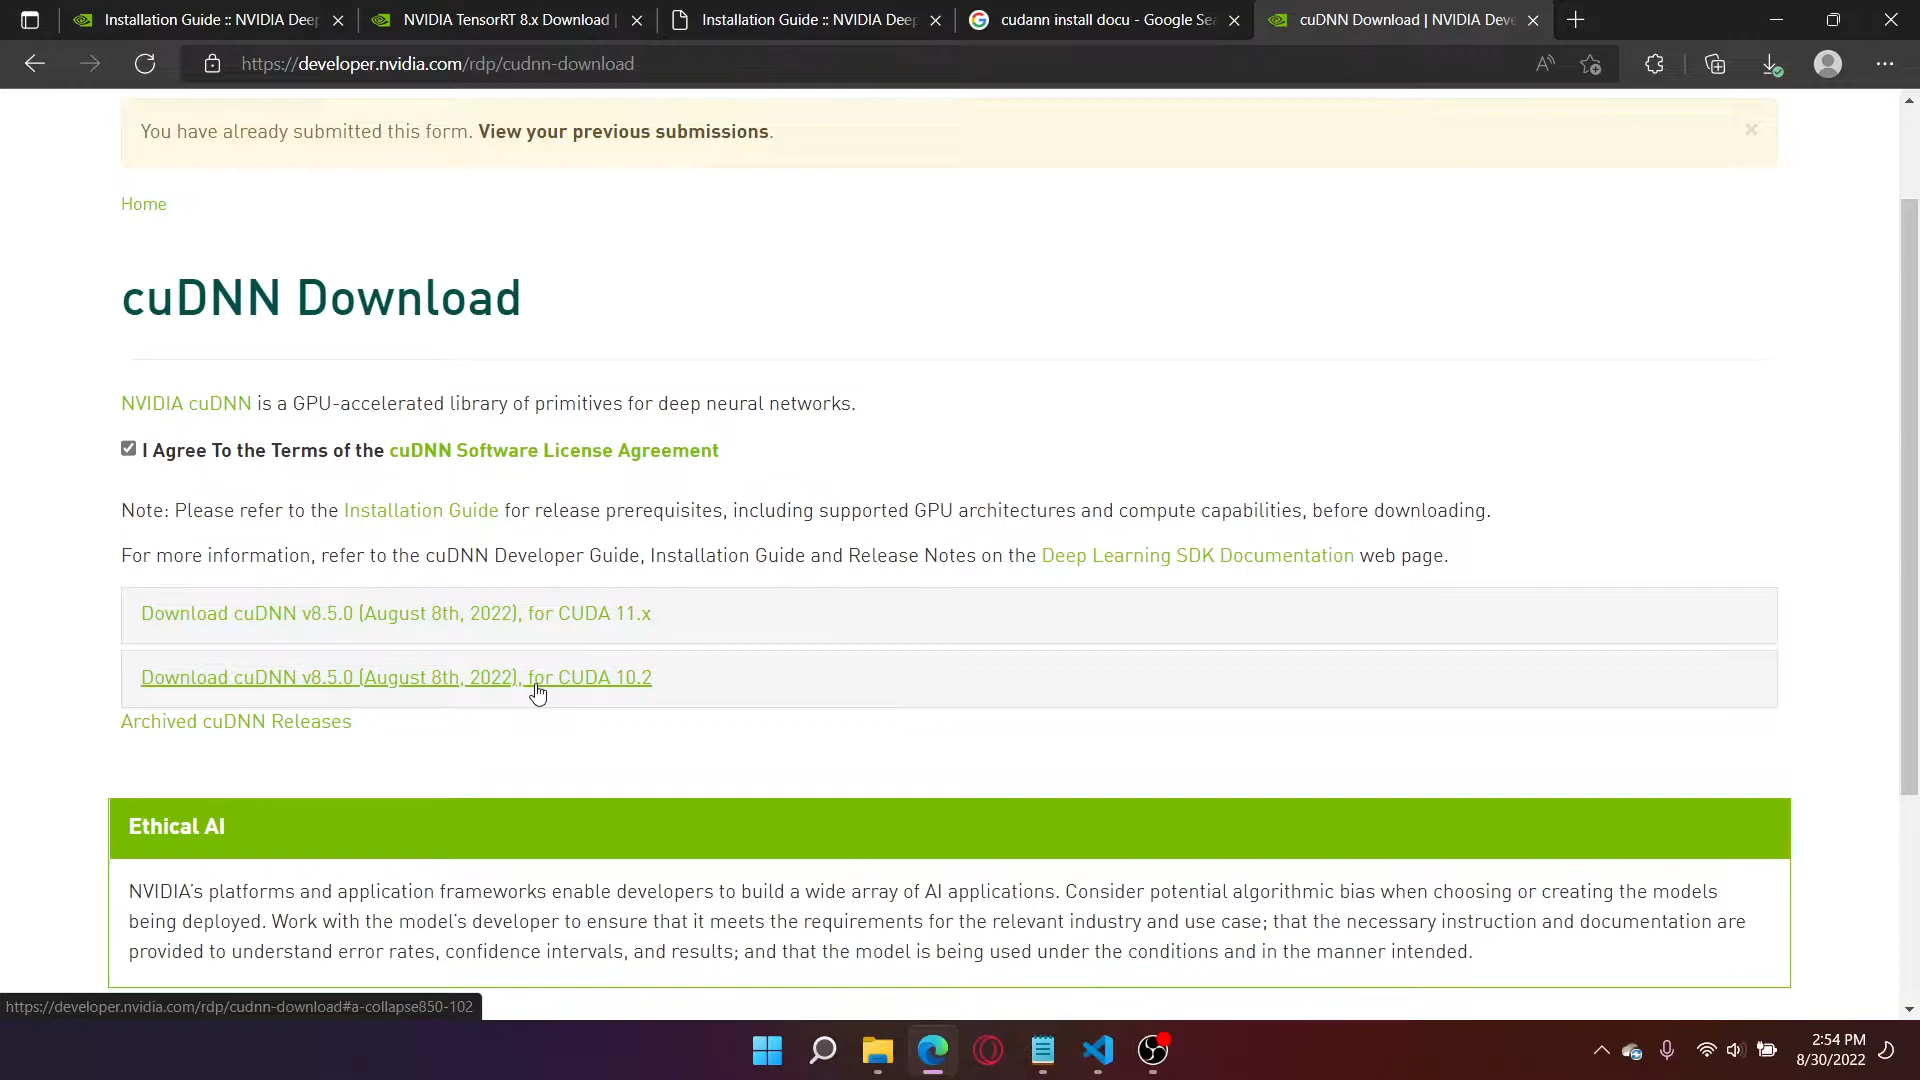 Installation Guide :: NVIDIA Deep
NVIDIA TensorRT 8.x Download |
Installation Guide :: NVIDIA Deep
cudann install docu - Google Sea
cuDNN Download | NVIDIA Deve
https://developer.nvidia.com/rdp/cudnn-download
You have already submitted this form. View your previous submissions.
Home
cuDNN Download
NVIDIA cuDNN is a GPU-accelerated library of primitives for deep neural networks.
I Agree To the Terms of the cuDNN Software License Agreement
Note: Please refer to the Installation Guide for release prerequisites, including supported GPU architectures and compute capabilities, before downloading.
For more information, refer to the cuDNN Developer Guide, Installation Guide and Release Notes on the Deep Learning SDK Documentation web page.
Download cuDNN v8.5.0 (August 8th, 2022), for CUDA 11.x
Download cuDNN v8.5.0 (August 8th, 2022), for CUDA 10.2
Archived cuDNN Releases
Ethical AI
NVIDIA's platforms and application frameworks enable developers to build a wide array of AI applications. Consider potential algorithmic bias when choosing or creating the models
being deployed. Work with the model's developer to ensure that it meets the requirements for the relevant industry and use case; that the necessary instruction and documentation are
provided to understand error rates, confidence intervals, and results; and that the model is being used under the conditions and in the manner intended.
https://developer.nvidia.com/rdp/cudnn-download#a-collapse850-102
2:54 PM
8/30/2022